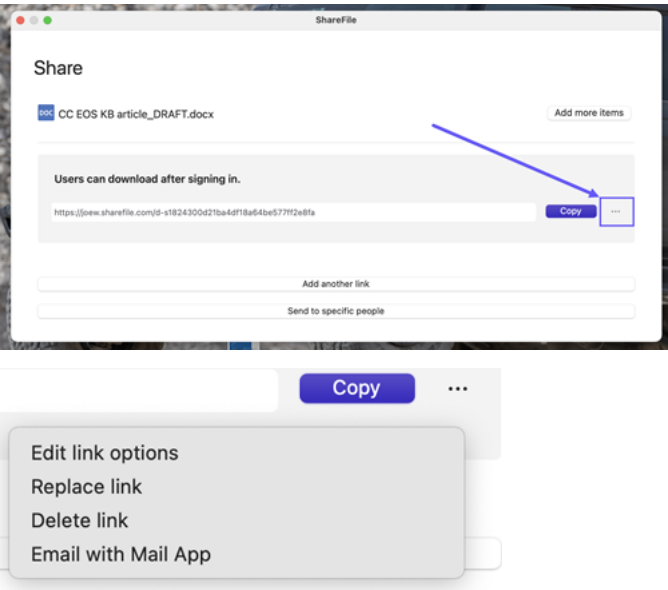 ShareFile
Share
DOC CC EOS KB article_DRAFT.docx
Add more items
Users can download after signing in.
https://joew.sharefile.com/d-s1824300d21ba4df18a64be577ff2e8fa
Copy ...
Add another link
Send to specific people
Copy ...
Edit link options
Replace link
Delete link
Email with Mail App